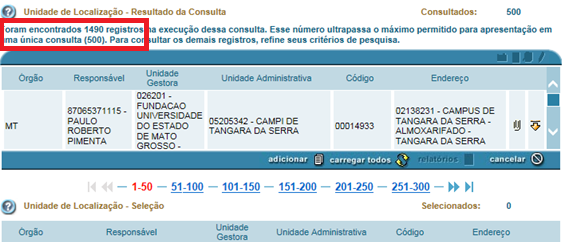 Unidade de Localização - Resultado da Consulta Consultados: 500
oram encontrados 1490 registros na execução dessa consulta. Esse número ultrapassa o máximo permitido para apresentação em
ma única consulta (500). Para consultar os demais registros, refine seus critérios de pesquisa.
Órgão Responsável Unidade Gestora Unidade Administrativa Código Endereço
MT 87065371115 - PAULO ROBERTO PIMENTA 026201 - FUNDACAO UNIVERSIDADE DO ESTADO DE MATO GROSSO - 05205342 - CAMPI DE TANGARA DA SERRA 00014933 02138231 - CAMPUS DE TANGARA DA SERRA - ALMOXARIFADO - TANGARA DA SERRA
adicionar carregar todos relatórios cancelar
1-50 — 51-100 — 101-150 — 151-200 — 201-250 — 251-300 —
Unidade de Localização - Seleção Selecionados: 0
Órgão Responsável Unidade Gestora Unidade Administrativa Código Endereço